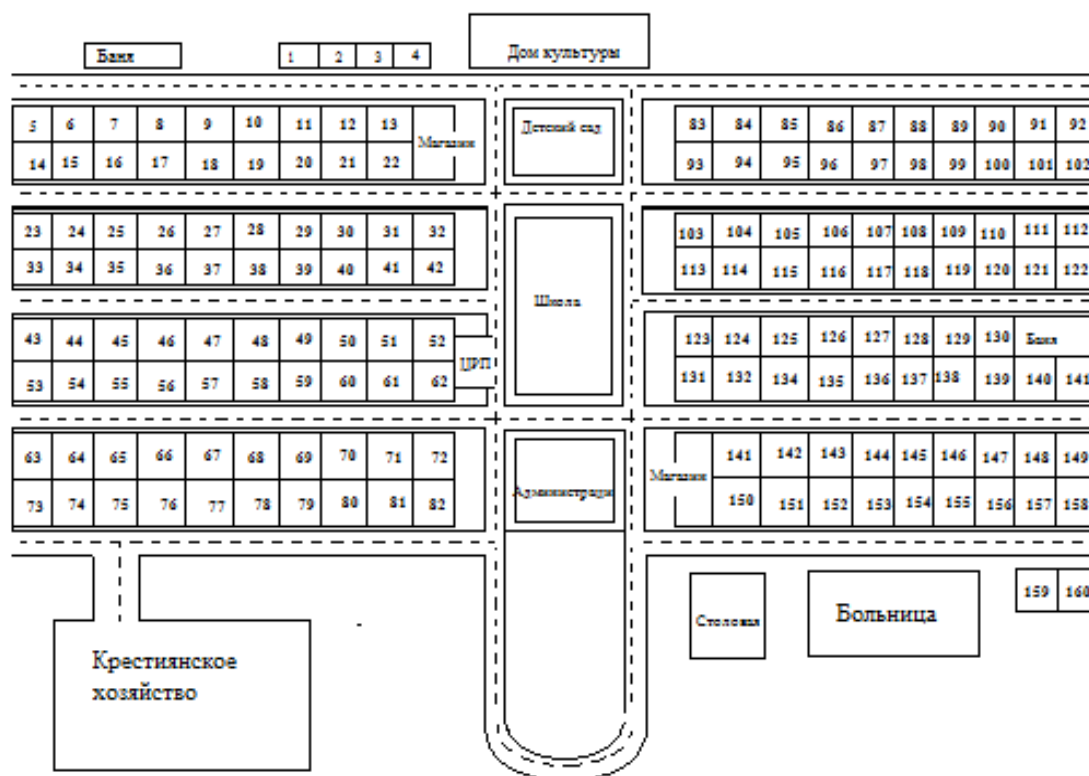 Дом культуры
Баня 1 2 3 4
5 6 7 8 9 10 11 12 13 Магазин Детский сад 83 84 85 86 87 88 89 90 91 92
14 15 16 17 18 19 20 21 22 93 94 95 96 97 98 99 100 101 102
23 24 25 26 27 28 29 30 31 32 103 104 105 106 107 108 109 110 111 112
33 34 35 36 37 38 39 40 41 42 113 114 115 116 117 118 119 120 121 122
Школа
43 44 45 46 47 48 49 50 51 52 123 124 125 126 127 128 129 130 Баня
ЦРП
53 54 55 56 57 58 59 60 61 62 131 132 134 135 136 137 138 139 140 141
63 64 65 66 67 68 69 70 71 72 141 142 143 144 145 146 147 148 149
Магазин
73 74 75 76 77 78 79 80 81 82 Администраци 150 151 152 153 154 155 156 157 158
159 160
Столовая Больница
Крестиянское
хозяйство